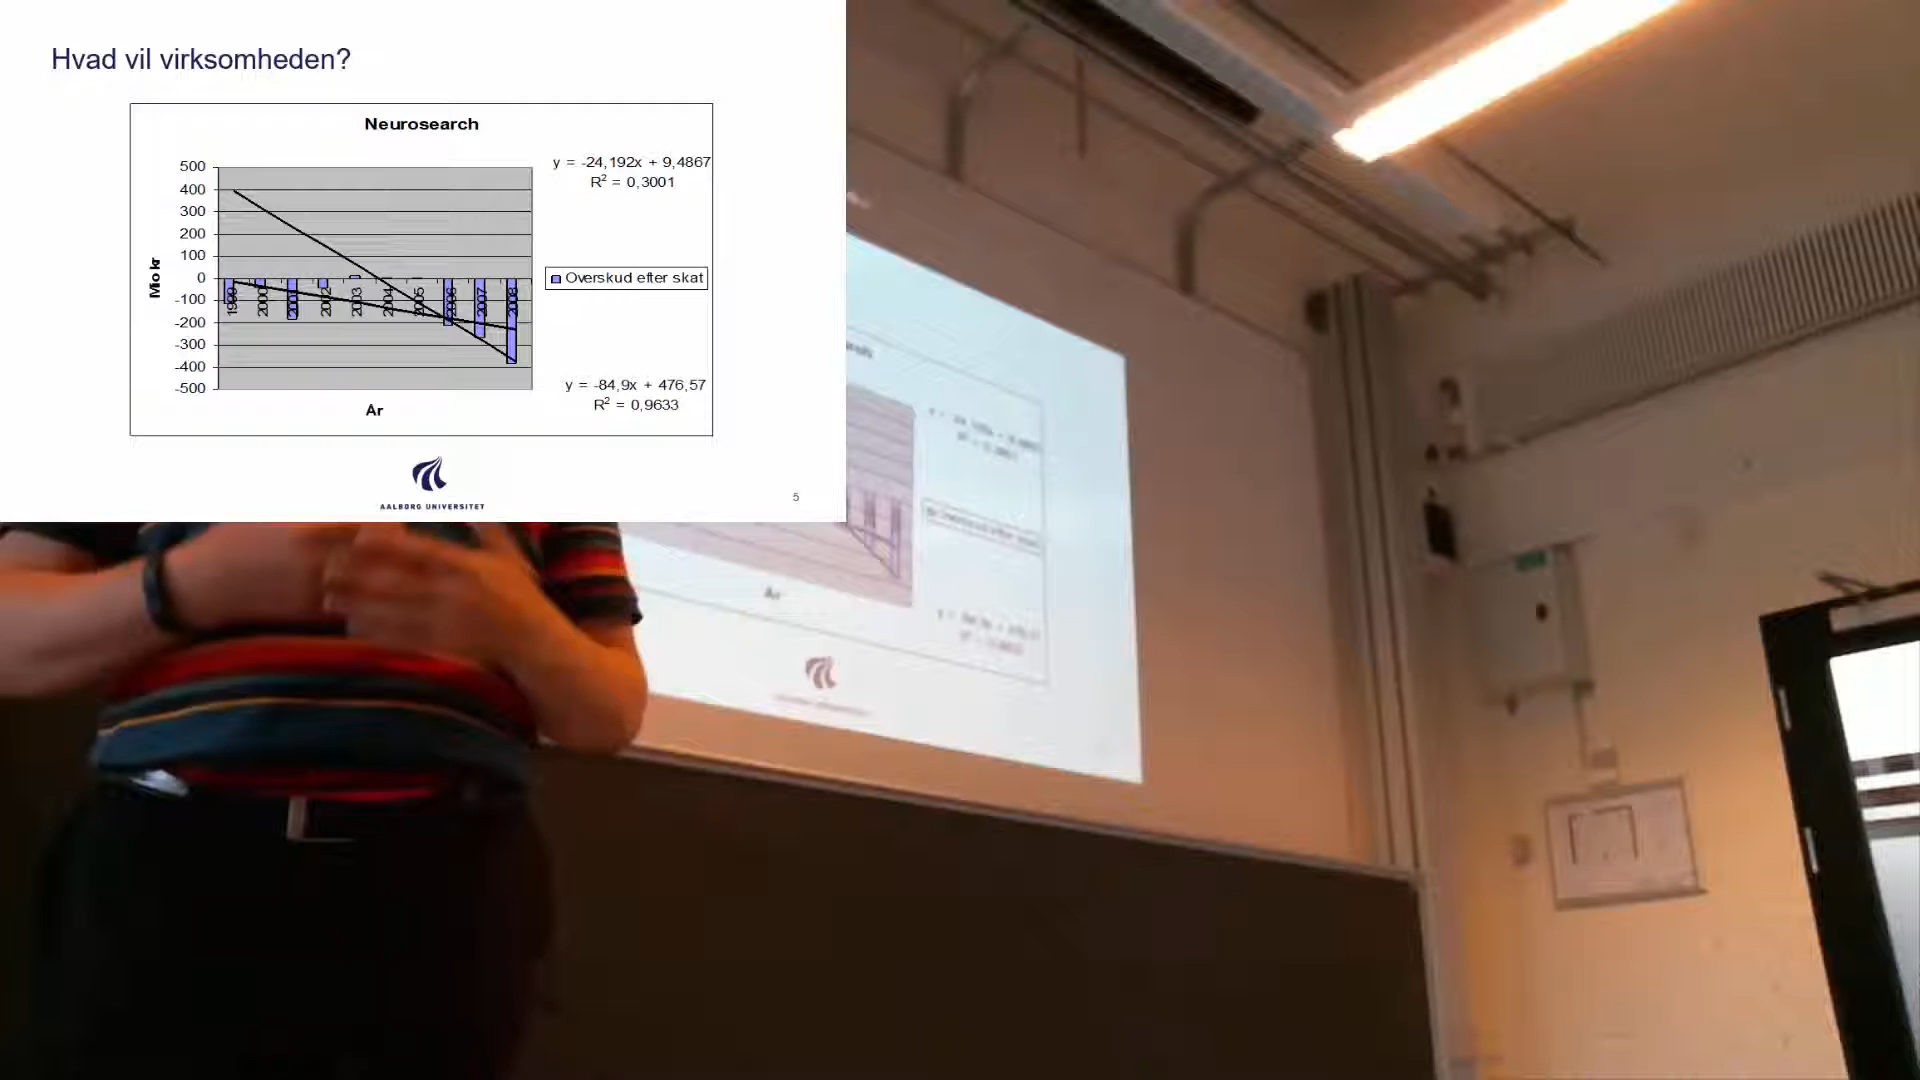 Hvad vil virksomheden?
Neurosearch
y = -24,192x + 9,4867
R² = 0,3001
500
400
300
200
100
0
-100
-200
-300
-400
-500
Mio kr
1999
2000
2001
2002
2003
2004
2005
2006
2007
2008
År
Overskud efter skat
y = -84,9x + 476,57
R² = 0,9633
AALBORG UNIVERSITET
5
År